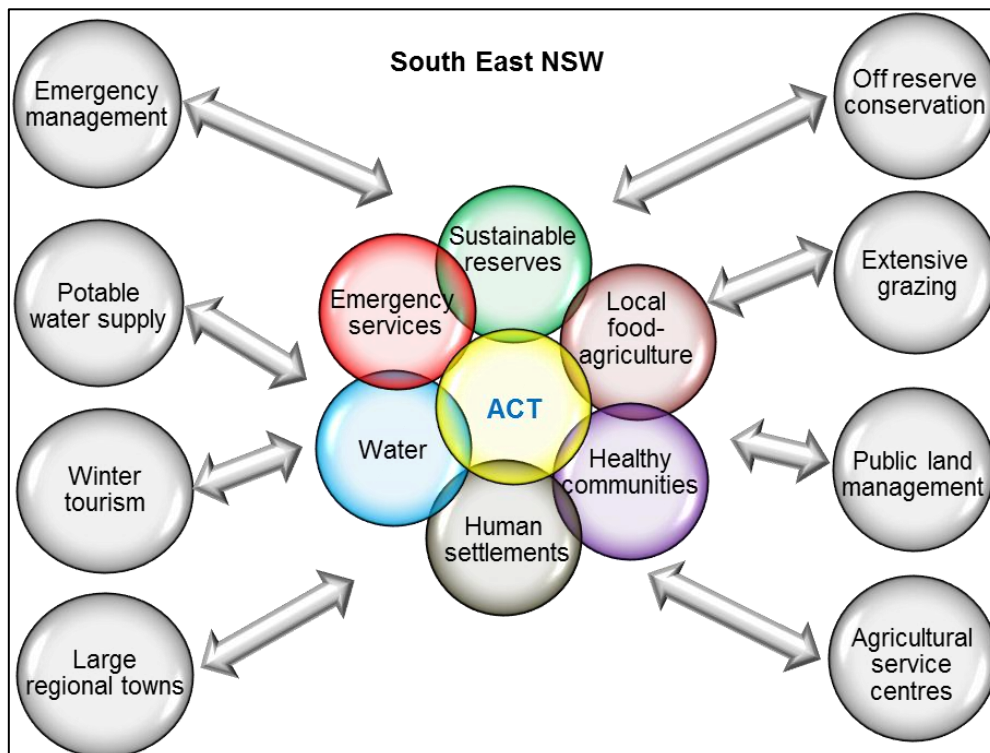 South East NSW
Emergency
management
Potable
water supply
Winter
tourism
Large
regional towns
Sustainable
reserves
Emergency
services
Local
food-
agriculture
ACT
Water
Healthy
communities
Human
settlements
Off reserve
conservation
Extensive
grazing
Public land
management
Agricultural
service
centres